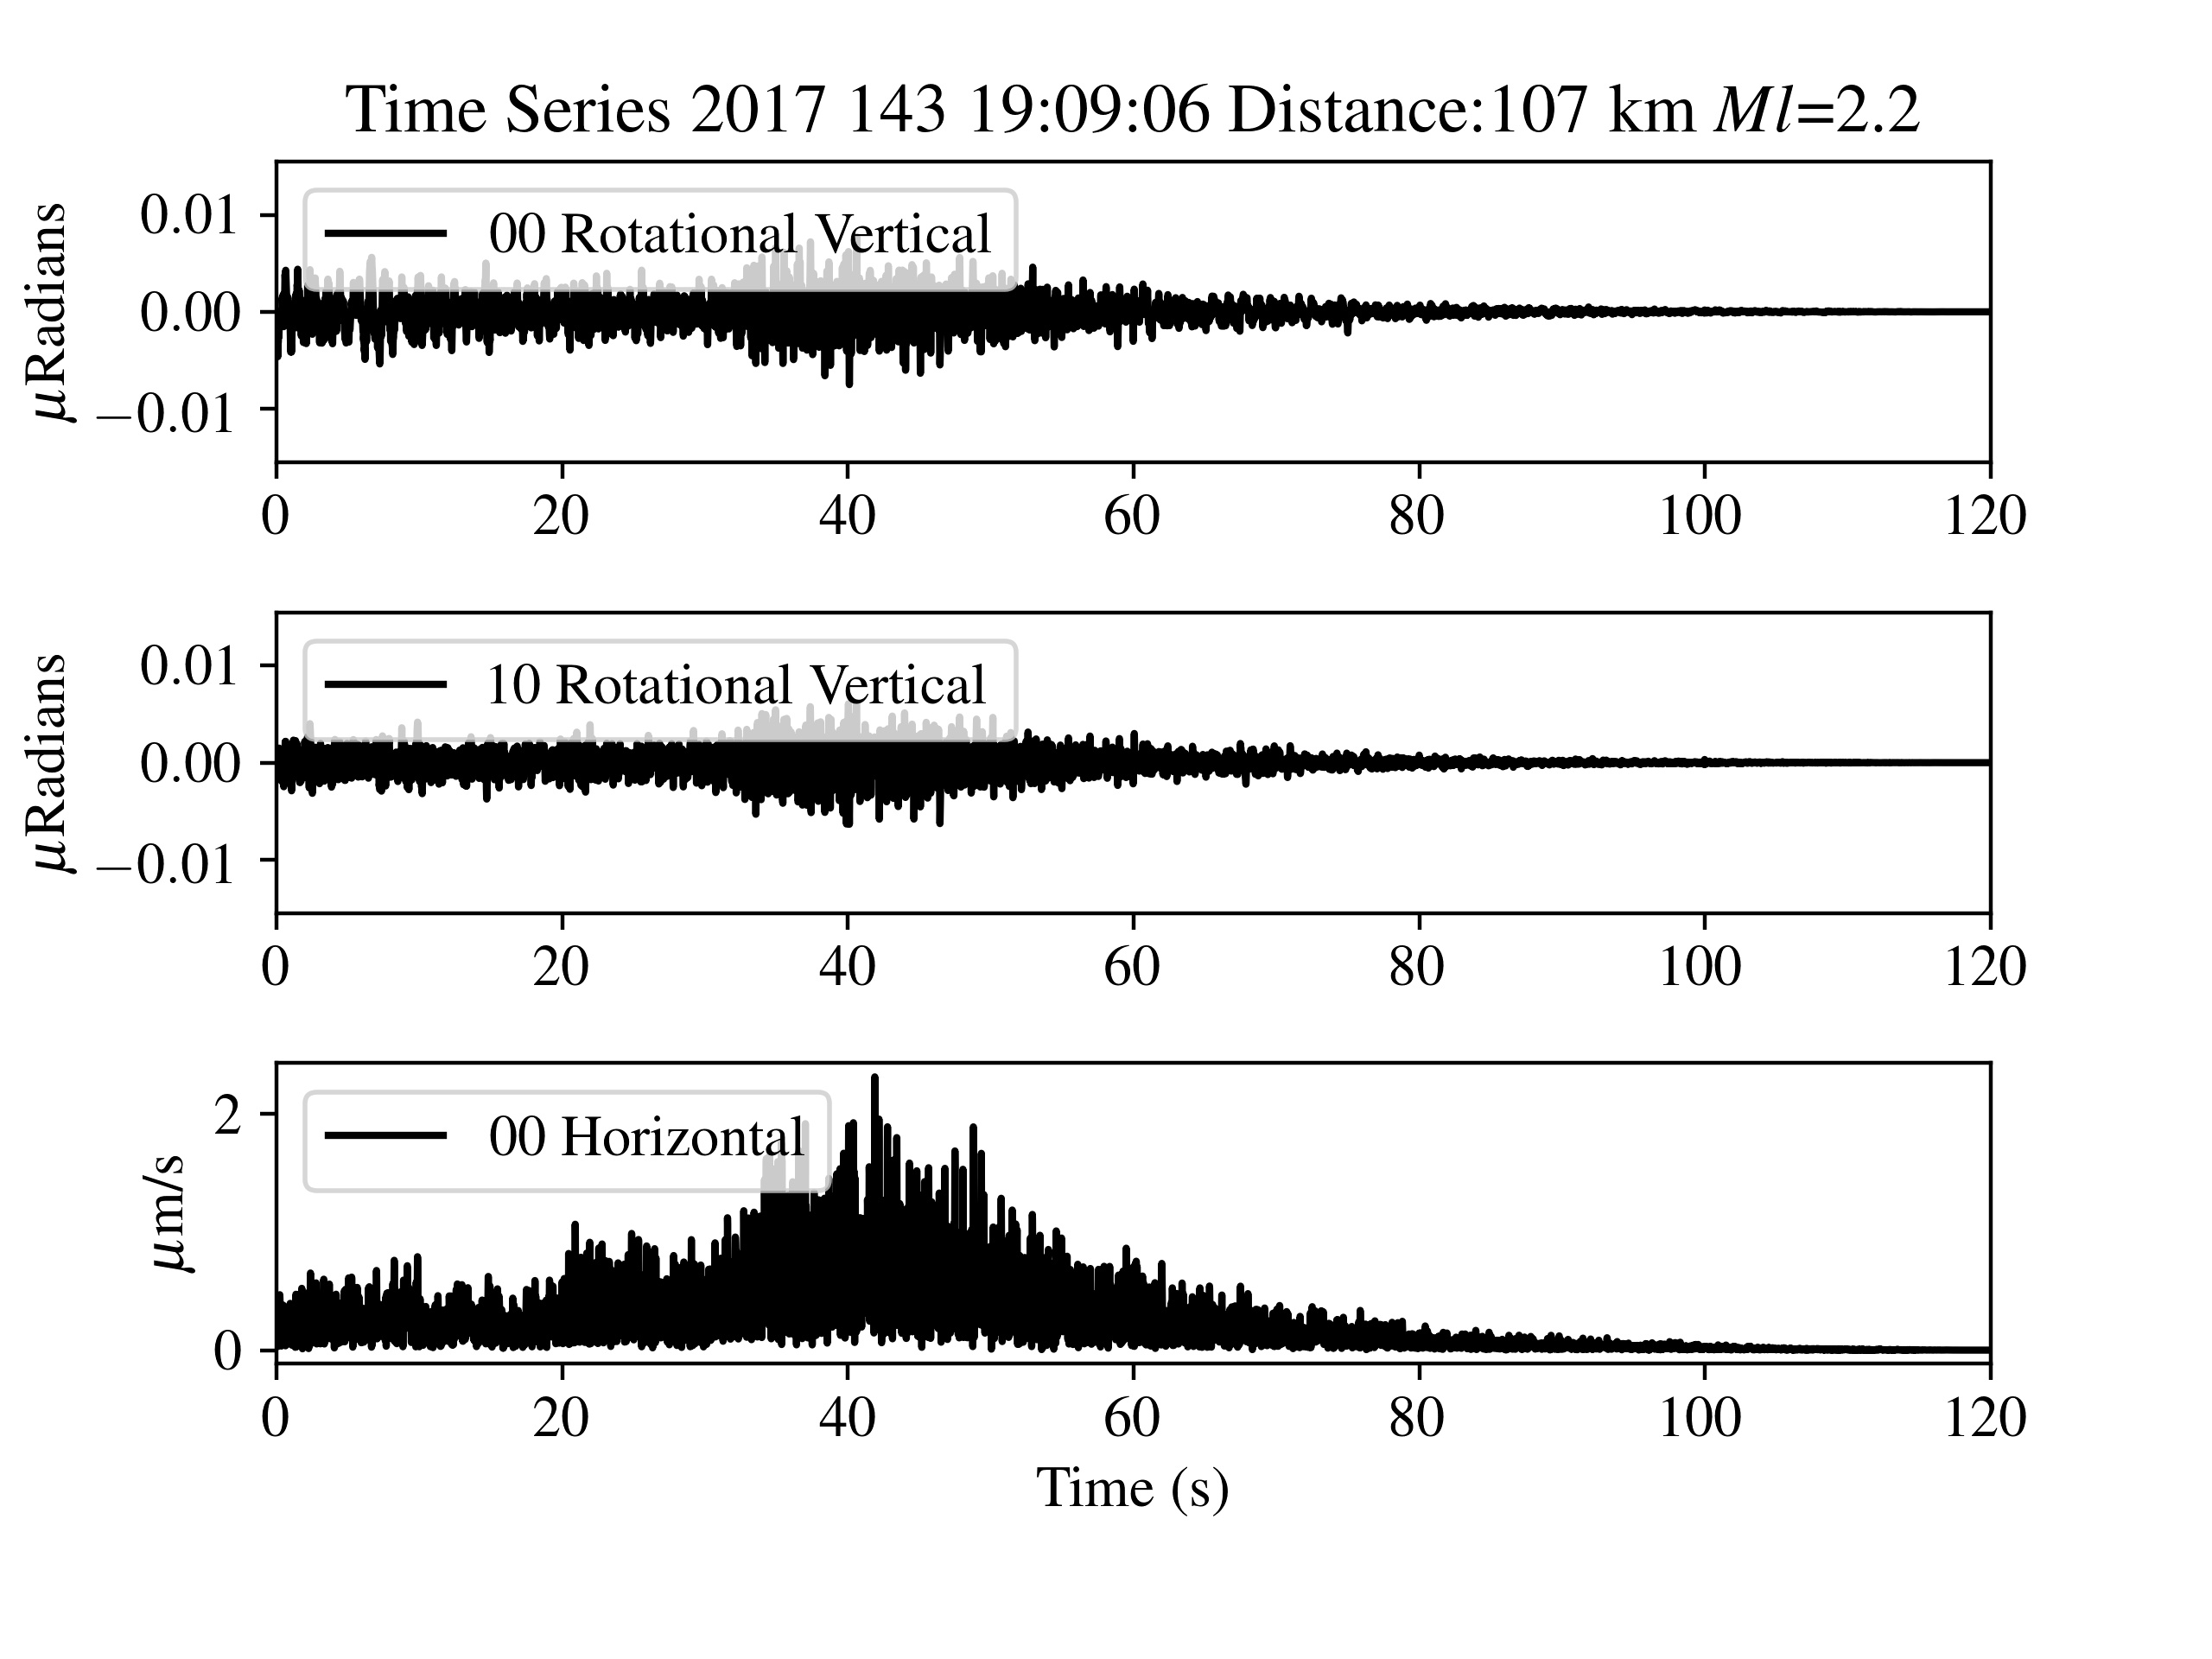 Time Series 2017 143 19:09:06 Distance:107 km Ml=2.2
μRadians
0.01
0.00
−0.01
00 Rotational Vertical
0 20 40 60 80 100 120
μRadians
0.01
0.00
−0.01
10 Rotational Vertical
0 20 40 60 80 100 120
μm/s
2
0
00 Horizontal
0 20 40 60 80 100 120
Time (s)